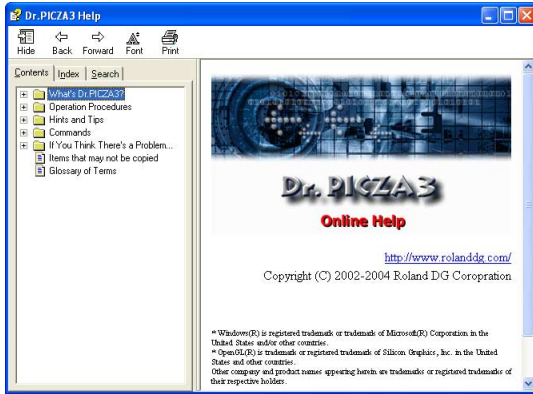 Dr.PICZA3 Help
Hide Back Forward Font Print
Contents Index Search
What's Dr.PICZA3?
Operation Procedures
Hints and Tips
Commands
If You Think There's a Problem...
Items that may not be copied
Glossary of Terms
Dr. PICZA3
Online Help
http://www.rolanddg.com/
Copyright (C) 2002-2004 Roland DG Coropration
* Windows(R) is registered trademark or trademark of Microsoft(R) Corporation in the
United States and/or other countries.
* OpenGL(R) is trademark or registered trademark of Silicon Graphics, Inc. in the United
States and other countries.
Other company and product names appearing herein are trademarks or registered trademarks of
their respective holders.